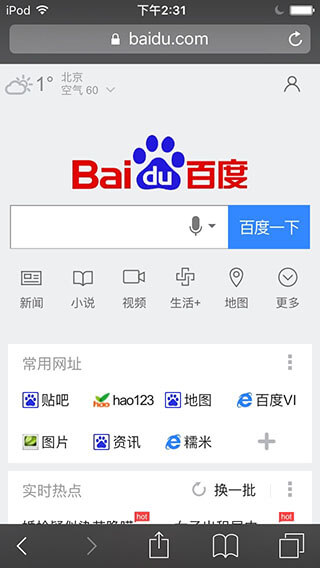 iPod 下午2:31
baidu.com
1° 北京
空气 60
Bai du 百度
百度一下
新闻 小说 视频 生活+ 地图 更多
常用网址
贴吧 hao123 地图 百度VI
图片 资讯 糯米
实时热点 换一批
hot hot